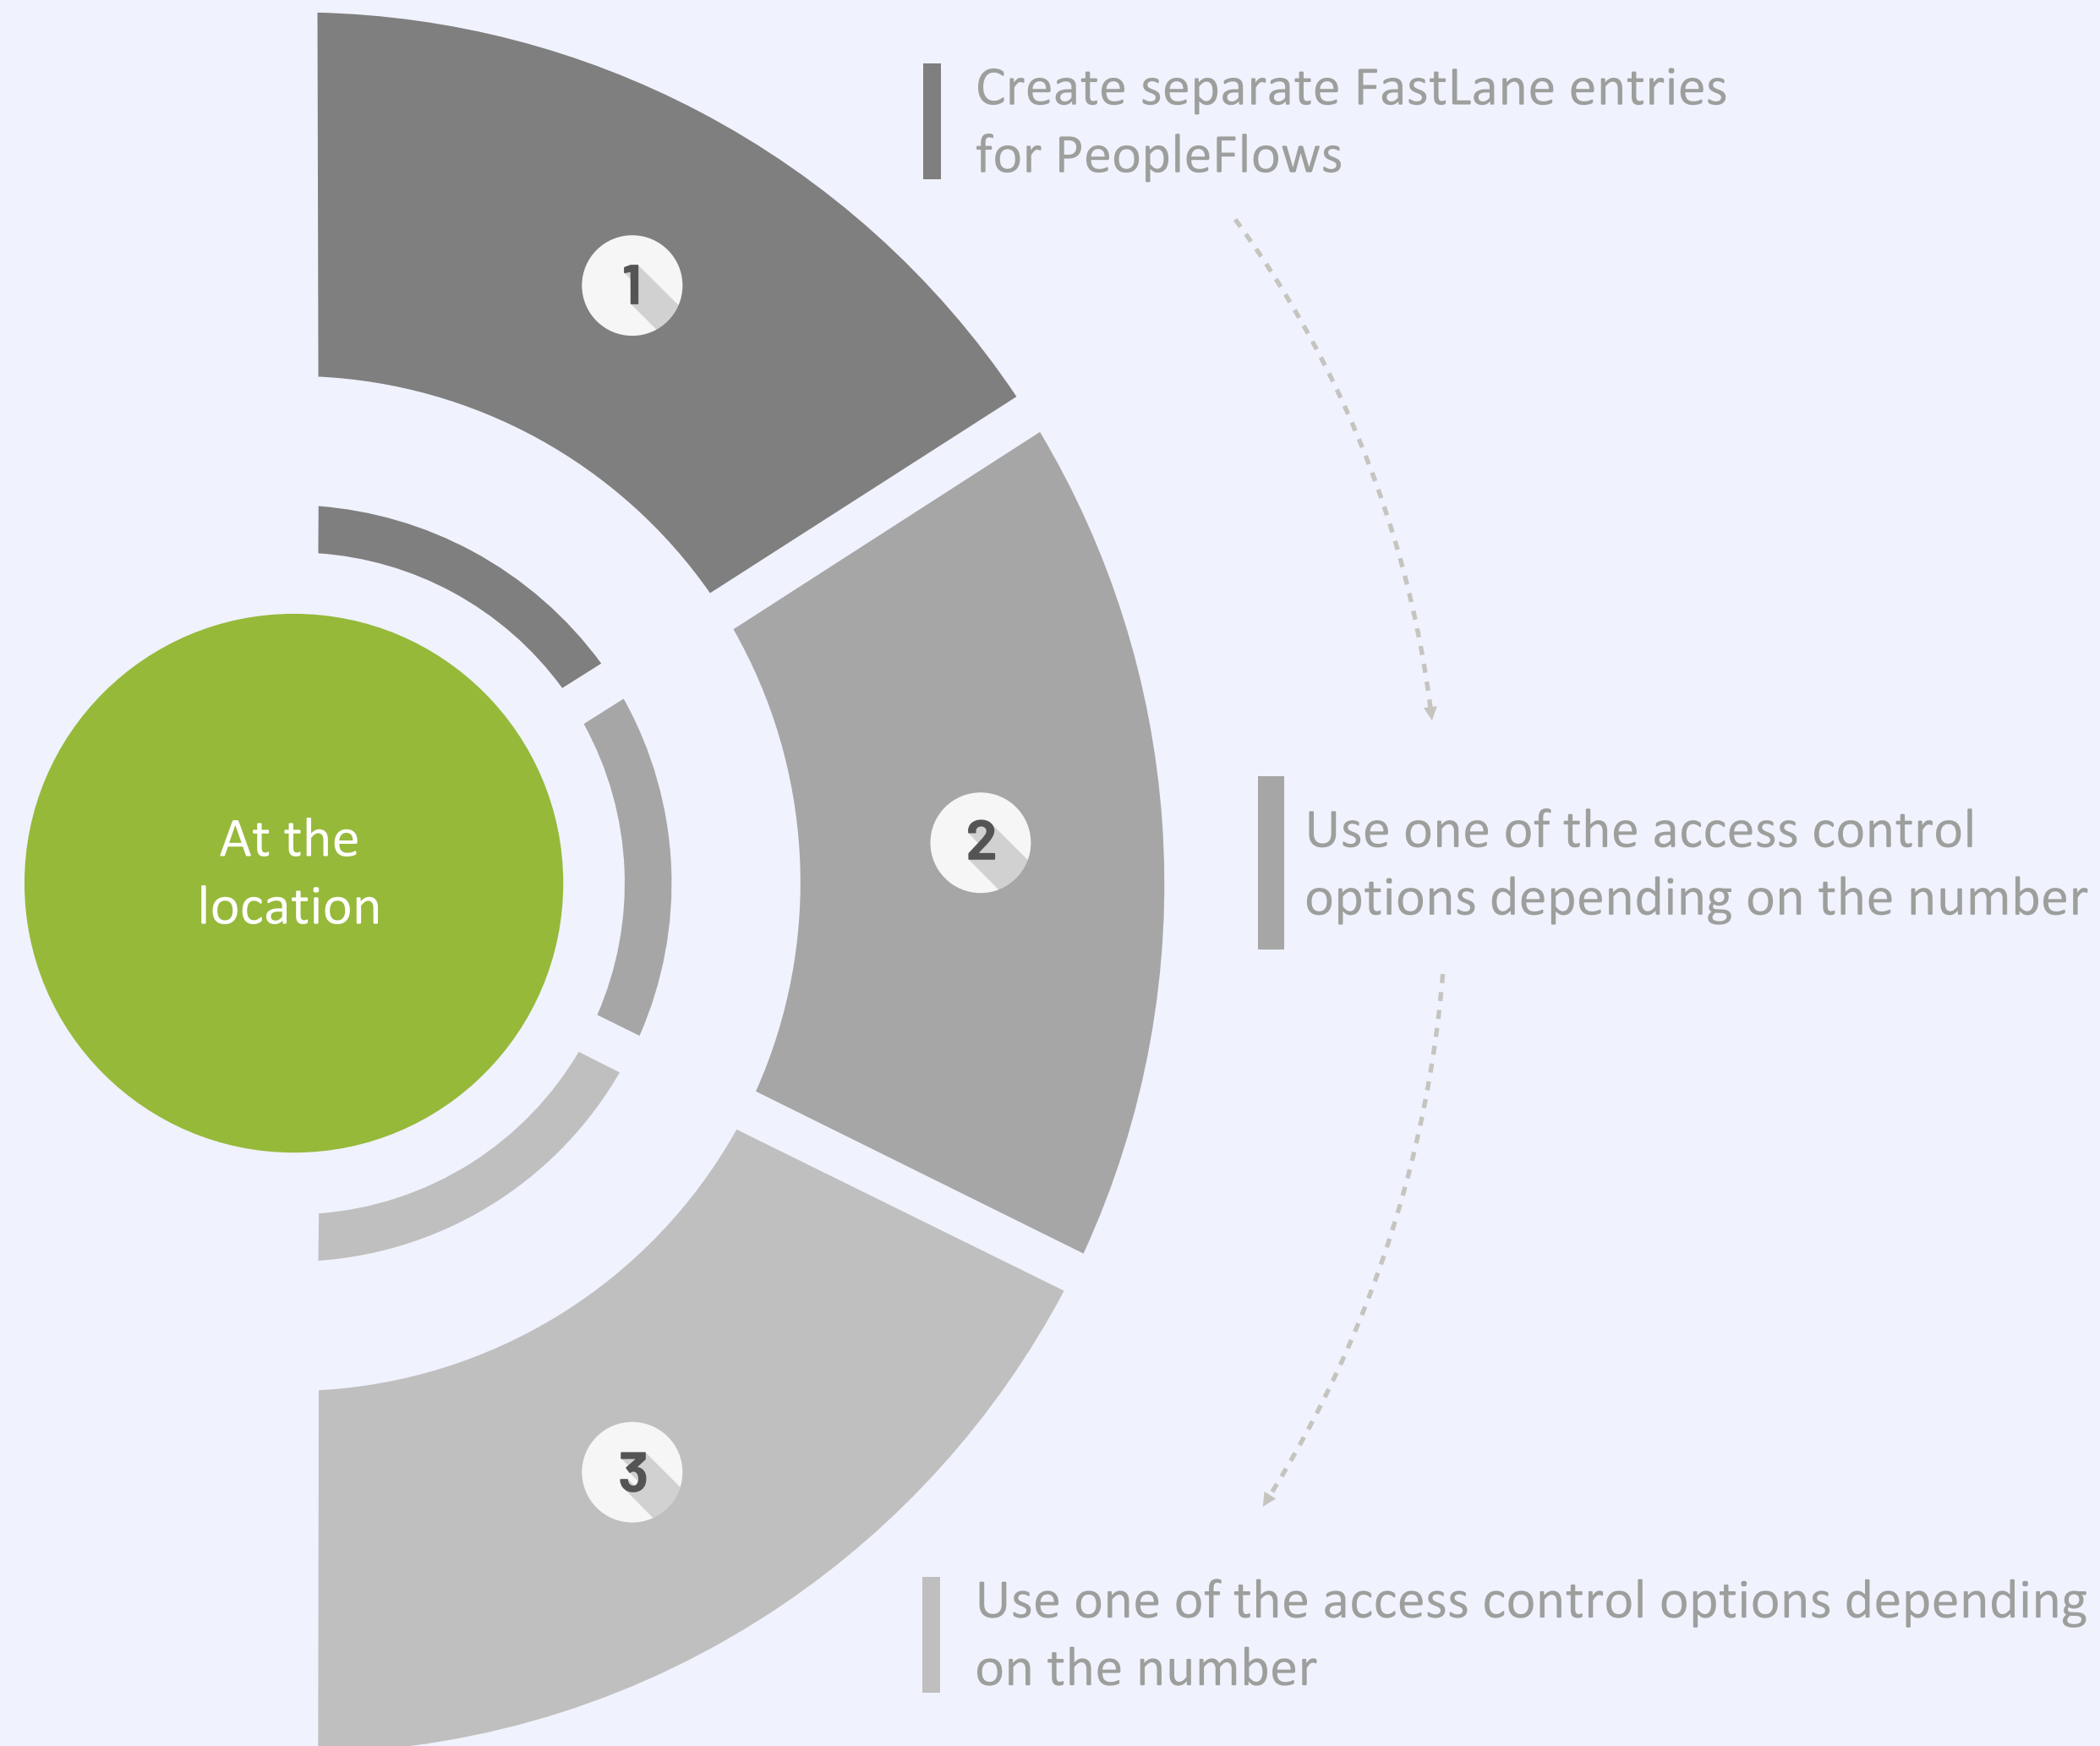 Create separate FastLane entries
for PeopleFlows
1
At the
location
2
Use one of the access control
options depending on the number
3
Use one of the access control options depending
on the number